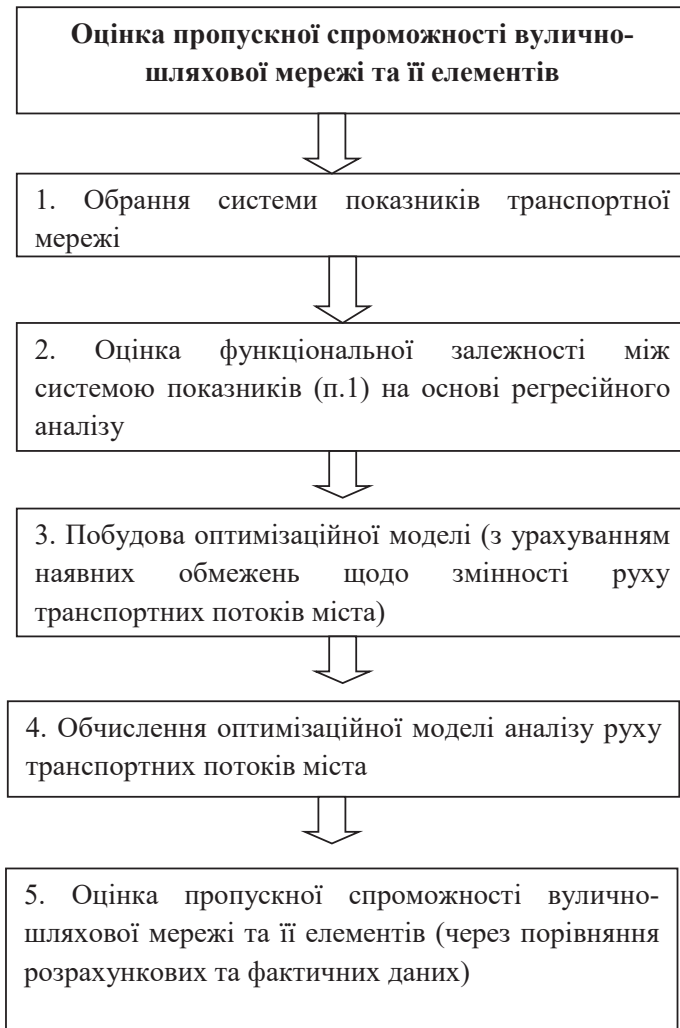 Оцінка пропускної спроможності вулично-
шляхової мережі та її елементів
1. Обрання системи показників транспортної
мережі
2. Оцінка функціональної залежності між
системою показників (п.1) на основі регресійного
аналізу
3. Побудова оптимізаційної моделі (з урахуванням
наявних обмежень щодо змінності руху
транспортних потоків міста)
4. Обчислення оптимізаційної моделі аналізу руху
транспортних потоків міста
5. Оцінка пропускної спроможності вулично-
шляхової мережі та її елементів (через порівняння
розрахункових та фактичних даних)